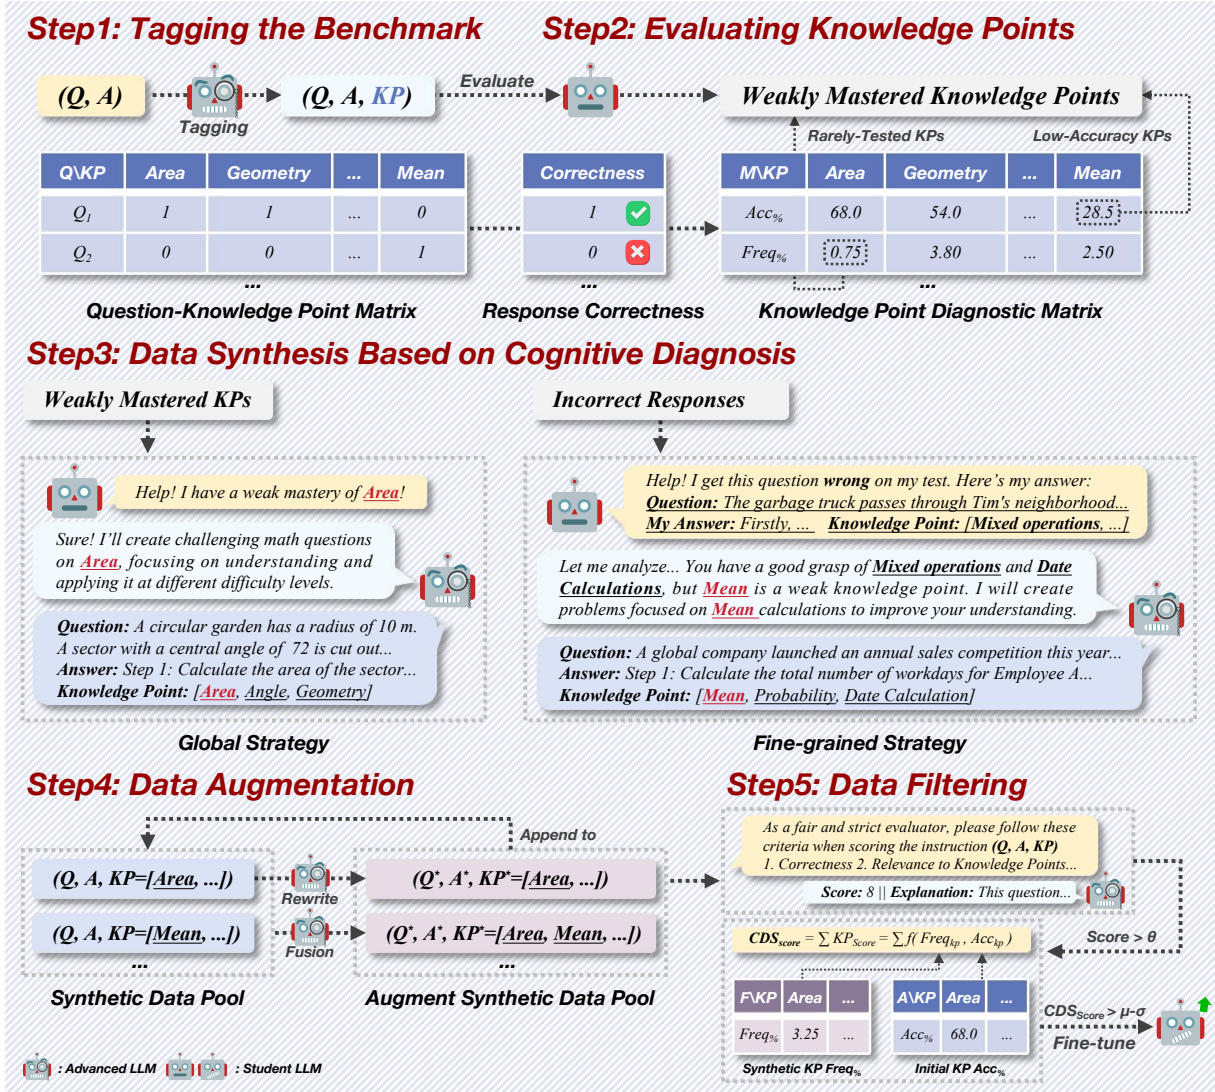 Step1: Tagging the Benchmark
Step2: Evaluating Knowledge Points
(Q, A)
Tagging
(Q, A, KP)
Evaluate
Weakly Mastered Knowledge Points
Rarely-Tested KPs
Low-Accuracy KPs
Q\KP Area Geometry ... Mean
Q1 1 1 ... 0
Q2 0 0 ... 1
...
Question-Knowledge Point Matrix
Correctness
1
0
...
Response Correctness
M\KP Area Geometry ... Mean
Acc% 68.0 54.0 ... 28.5
Freq% 0.75 3.80 ... 2.50
...
Knowledge Point Diagnostic Matrix
Step3: Data Synthesis Based on Cognitive Diagnosis
Weakly Mastered KPs
Help! I have a weak mastery of Area!
Sure! I'll create challenging math questions
on Area, focusing on understanding and
applying it at different difficulty levels.
Question: A circular garden has a radius of 10 m.
A sector with a central angle of 72 is cut out...
Answer: Step 1: Calculate the area of the sector...
Knowledge Point: [Area, Angle, Geometry]
Global Strategy
Incorrect Responses
Help! I get this question wrong on my test. Here's my answer:
Question: The garbage truck passes through Tim's neighborhood...
My Answer: Firstly, ... Knowledge Point: [Mixed operations, ...]
Let me analyze... You have a good grasp of Mixed operations and Date
Calculations, but Mean is a weak knowledge point. I will create
problems focused on Mean calculations to improve your understanding.
Question: A global company launched an annual sales competition this year...
Answer: Step 1: Calculate the total number of workdays for Employee A...
Knowledge Point: [Mean, Probability, Date Calculation]
Fine-grained Strategy
Step4: Data Augmentation
Append to
(Q, A, KP=[Area, ...])
Rewrite
(Q*, A*, KP*=[Area, ...])
(Q, A, KP=[Mean, ...])
Fusion
(Q*, A*, KP*=[Area, Mean, ...])
...
...
Synthetic Data Pool
Augment Synthetic Data Pool
Step5: Data Filtering
As a fair and strict evaluator, please follow these
criteria when scoring the instruction (Q, A, KP)
1. Correctness 2. Relevance to Knowledge Points...
Score: 8 || Explanation: This question...
Score > θ
CDSscore = ∑ KPScore = ∑ f( Freqkp , Acckp )
F\KP Area ...
Freq% 3.25 ...
Synthetic KP Freq%
A\KP Area ...
Acc% 68.0 ...
Initial KP Acc%
CDSScore > μ-σ
Fine-tune
: Advanced LLM
: Student LLM